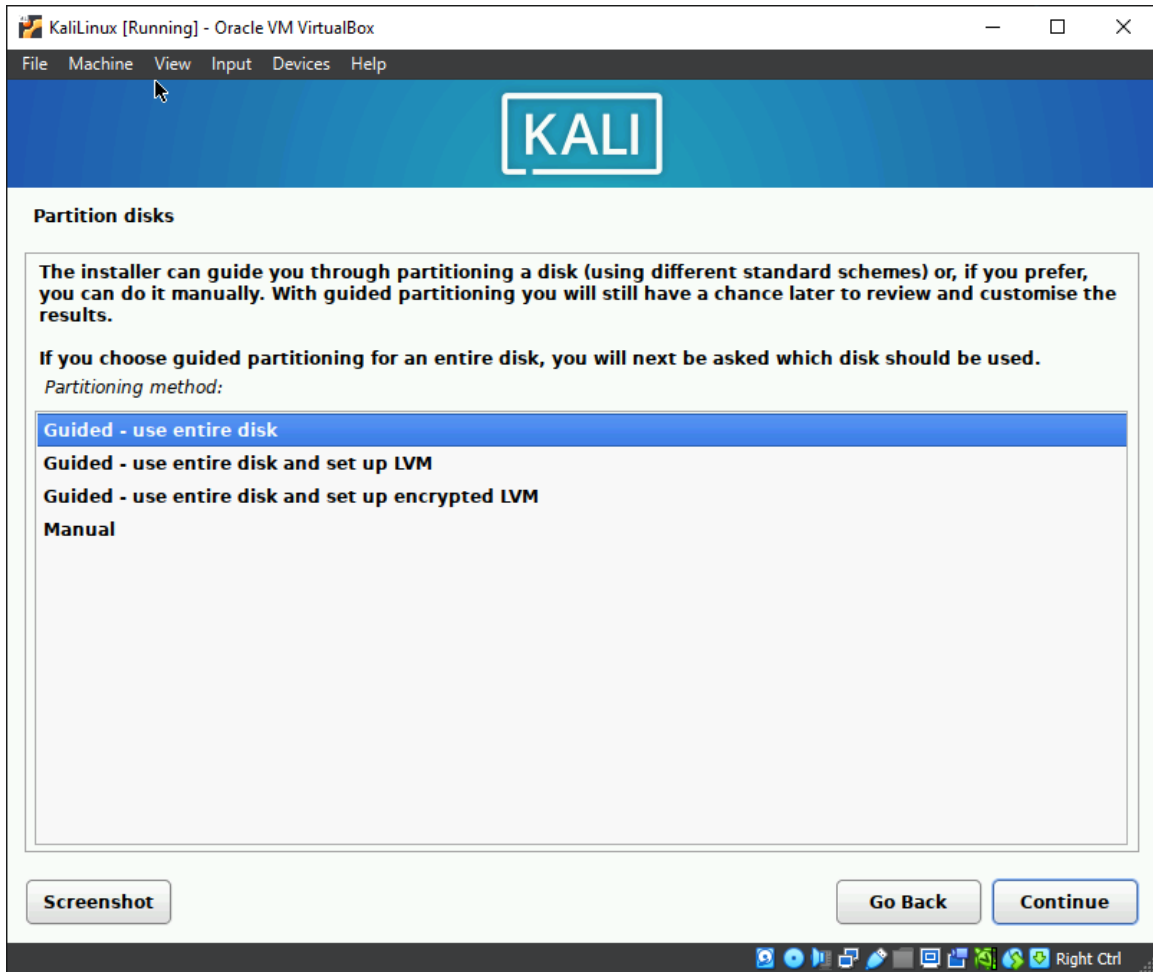 KaliLinux [Running] - Oracle VM VirtualBox
File Machine View Input Devices Help
KALI
Partition disks
The installer can guide you through partitioning a disk (using different standard schemes) or, if you prefer,
you can do it manually. With guided partitioning you will still have a chance later to review and customise the
results.
If you choose guided partitioning for an entire disk, you will next be asked which disk should be used.
Partitioning method:
Guided - use entire disk
Guided - use entire disk and set up LVM
Guided - use entire disk and set up encrypted LVM
Manual
Screenshot Go Back Continue
Right Ctrl